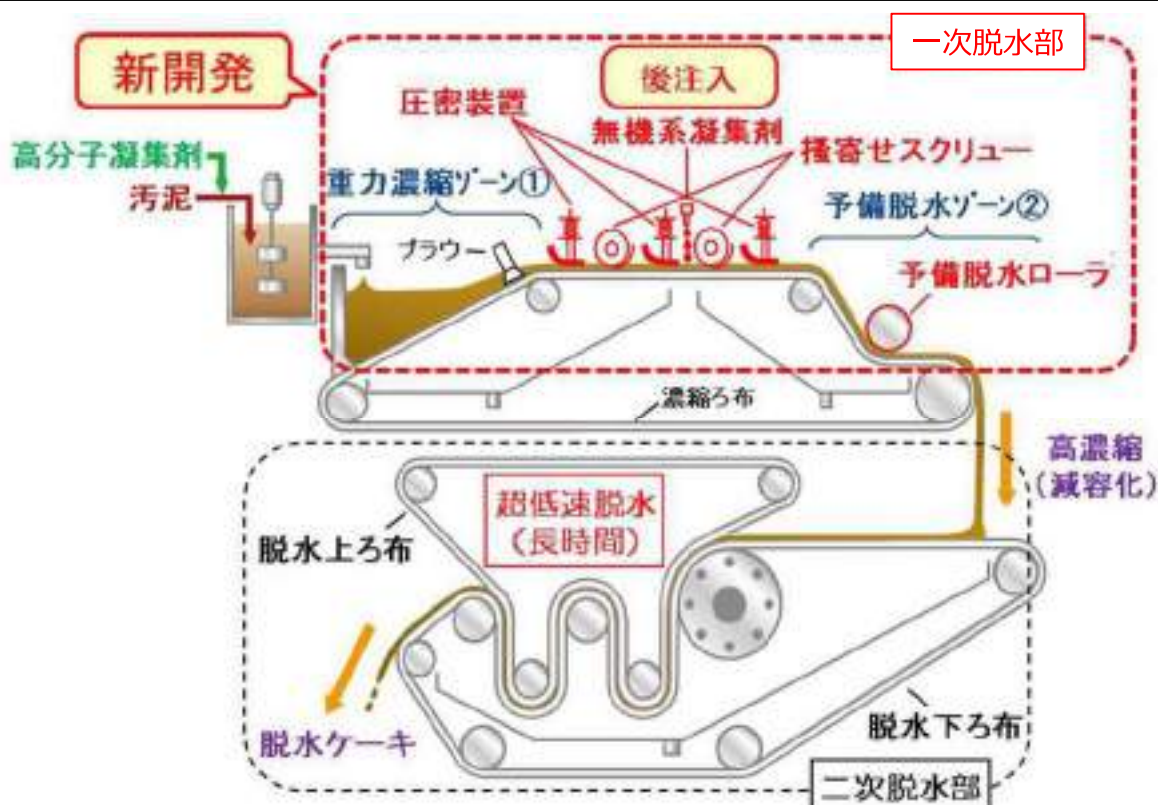 一次脱水部
新開発
後注入
圧密装置
無機系凝集剤
掻寄せスクリュー
高分子凝集剤
汚泥
重力濃縮ゾーン①
予備脱水ゾーン②
プラウー
予備脱水ローラ
濃縮ろ布
高濃縮
(減容化)
超低速脱水
(長時間)
脱水上ろ布
脱水ケーキ
脱水下ろ布
二次脱水部